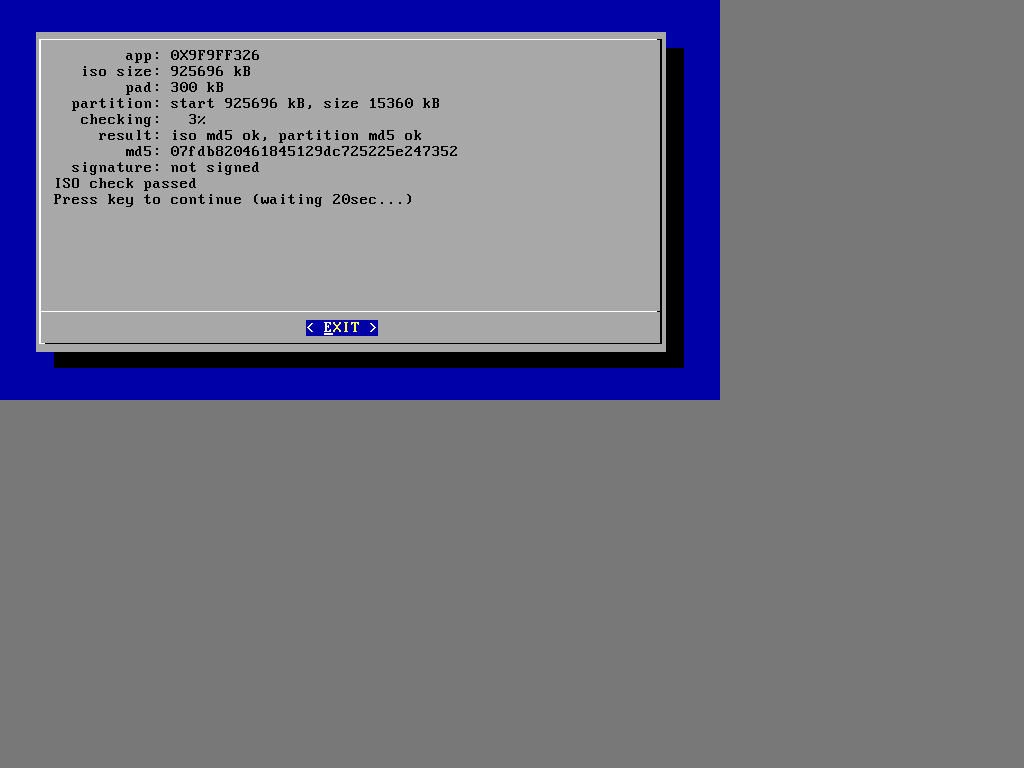 app: 0X9F9FF326
iso size: 925696 kB
pad: 300 kB
partition: start 925696 kB, size 15360 kB
checking:   3%
result: iso md5 ok, partition md5 ok
md5: 07fdb820461845129dc725225e247352
signature: not signed
ISO check passed
Press key to continue (waiting 20sec...)
< EXIT >